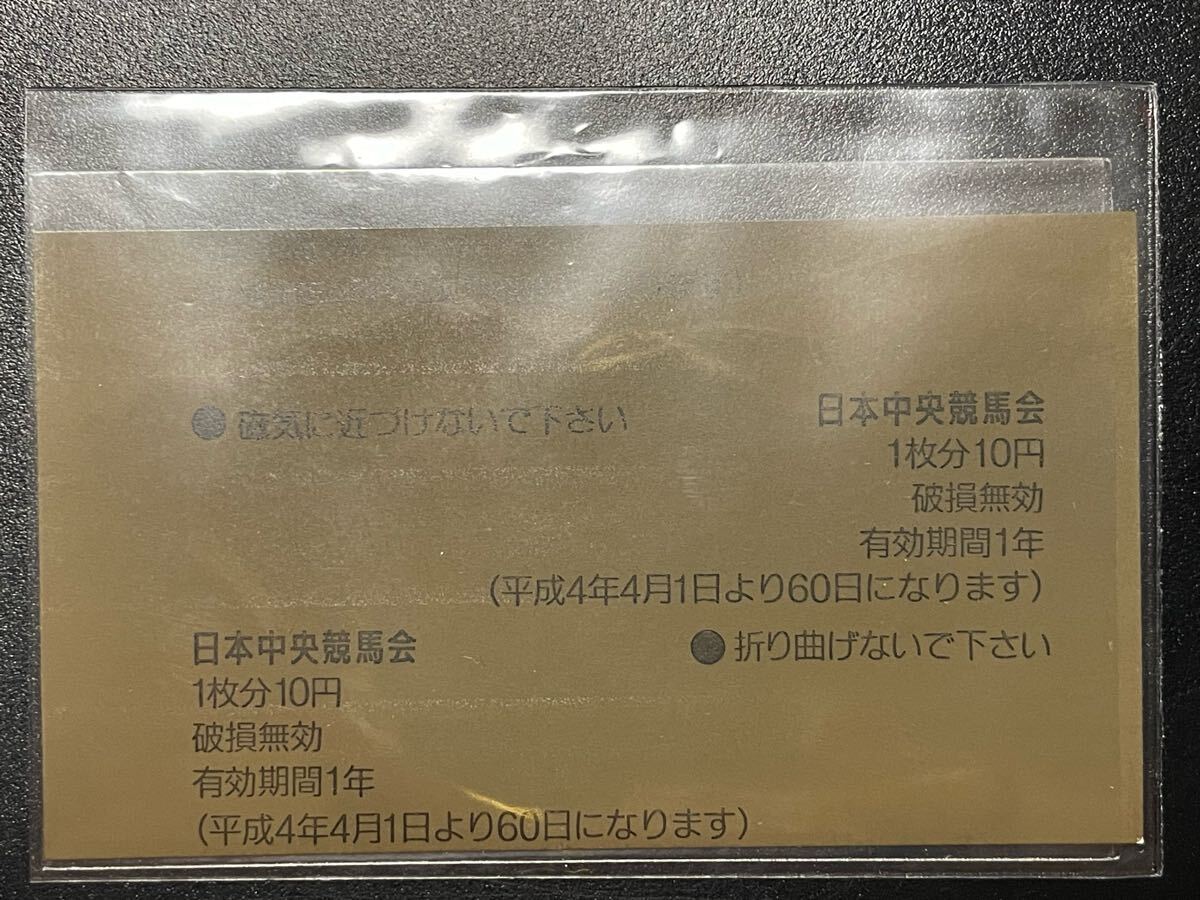 ● 磁気に近づけないで下さい
日本中央競馬会
1枚分10円
破損無効
有効期間1年
(平成4年4月1日より60日になります)
● 折り曲げないで下さい
日本中央競馬会
1枚分10円
破損無効
有効期間1年
(平成4年4月1日より60日になります)